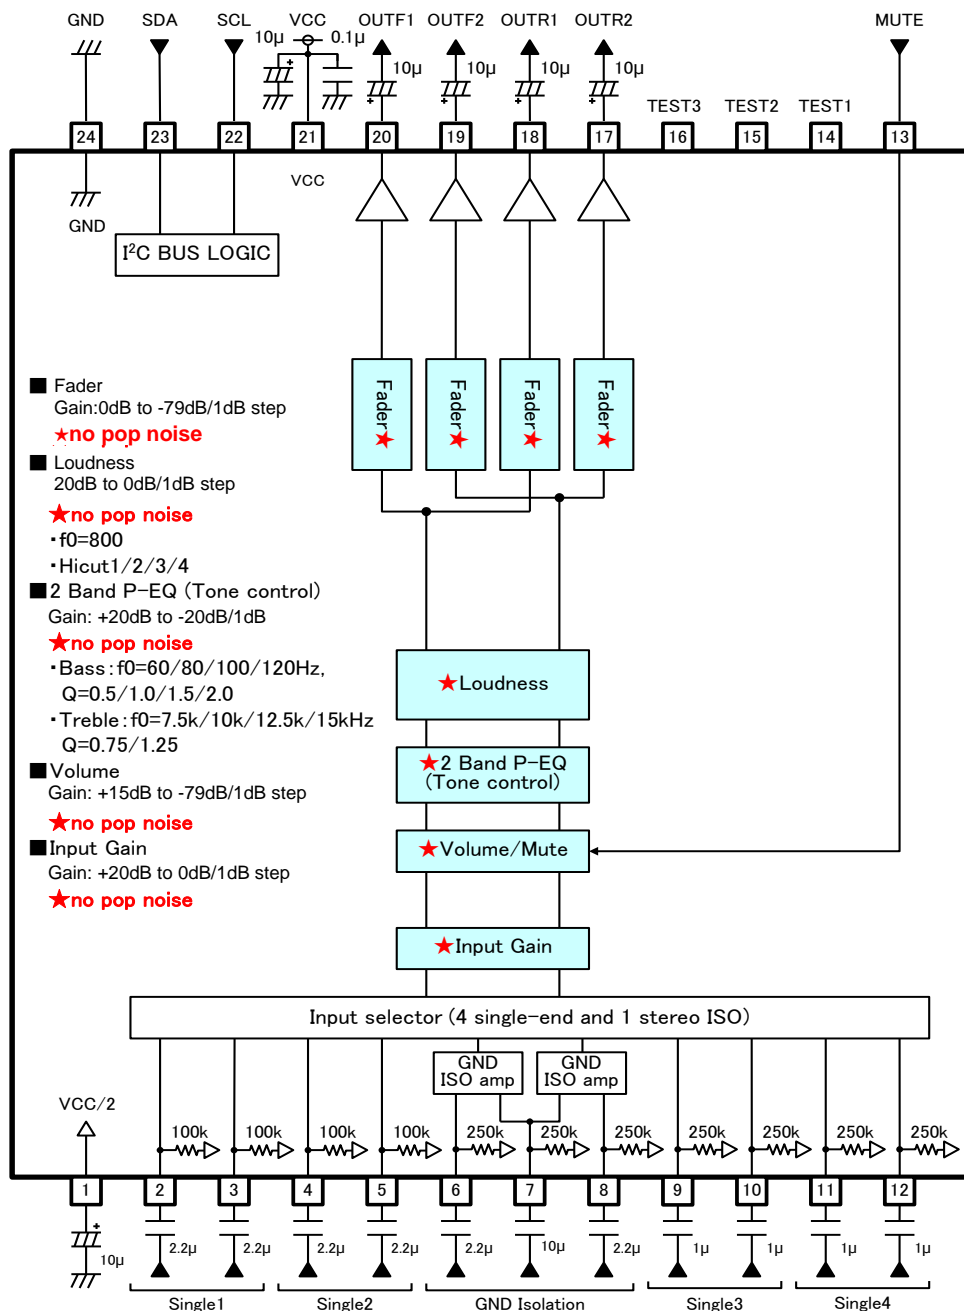 GND SDA SCL VCC OUTF1 OUTF2 OUTR1 OUTR2 MUTE
10µ 0.1µ 10µ 10µ 10µ 10µ
TEST3 TEST2 TEST1
24 23 22 21 20 19 18 17 16 15 14 13
VCC
GND
I²C BUS LOGIC
Fader Fader Fader Fader
■ Fader
Gain:0dB to -79dB/1dB step
★no pop noise
■ Loudness
20dB to 0dB/1dB step
★no pop noise
・f0=800
・Hicut1/2/3/4
■2 Band P-EQ (Tone control)
Gain: +20dB to -20dB/1dB
★no pop noise
・Bass:f0=60/80/100/120Hz,
Q=0.5/1.0/1.5/2.0
・Treble:f0=7.5k/10k/12.5k/15kHz
Q=0.75/1.25
■Volume
Gain: +15dB to -79dB/1dB step
★no pop noise
■Input Gain
Gain: +20dB to 0dB/1dB step
★no pop noise
★Loudness
★2 Band P-EQ
(Tone control)
★Volume/Mute
★Input Gain
Input selector (4 single-end and 1 stereo ISO)
GND
ISO amp
GND
ISO amp
VCC/2
100k 100k 100k 100k 250k 250k 250k 250k 250k 250k 250k
1 2 3 4 5 6 7 8 9 10 11 12
10µ 2.2µ 2.2µ 2.2µ 2.2µ 2.2µ 10µ 2.2µ 1µ 1µ 1µ 1µ
Single1 Single2 GND Isolation Single3 Single4